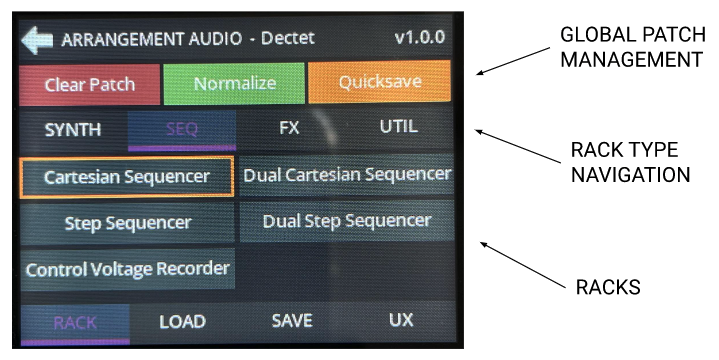 ARRANGEMENT AUDIO - Dectet v1.0.0
Clear Patch Normalize Quicksave
SYNTH SEQ FX UTIL
Cartesian Sequencer Dual Cartesian Sequencer
Step Sequencer Dual Step Sequencer
Control Voltage Recorder
RACK LOAD SAVE UX
GLOBAL PATCH
MANAGEMENT
RACK TYPE
NAVIGATION
RACKS